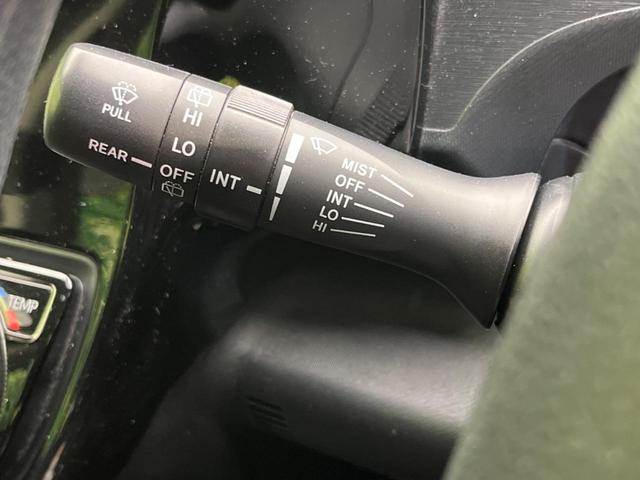 PULL
REAR
HI
LO
OFF
INT
MIST
OFF
INT
LO
HI
TEMP